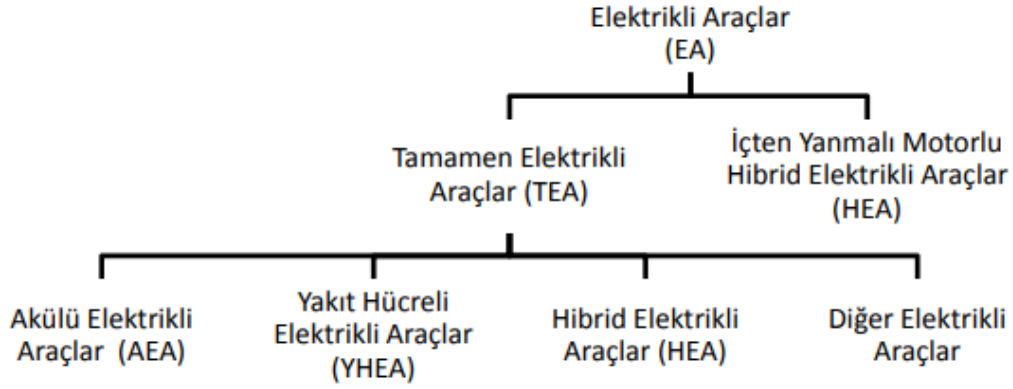 Elektrikli Araçlar
(EA)
Tamamen Elektrikli
Araçlar (TEA)
İçten Yanmalı Motorlu
Hibrid Elektrikli Araçlar
(HEA)
Akülü Elektrikli
Araçlar (AEA)
Yakıt Hücreli
Elektrikli Araçlar
(YHEA)
Hibrid Elektrikli
Araçlar (HEA)
Diğer Elektrikli
Araçlar